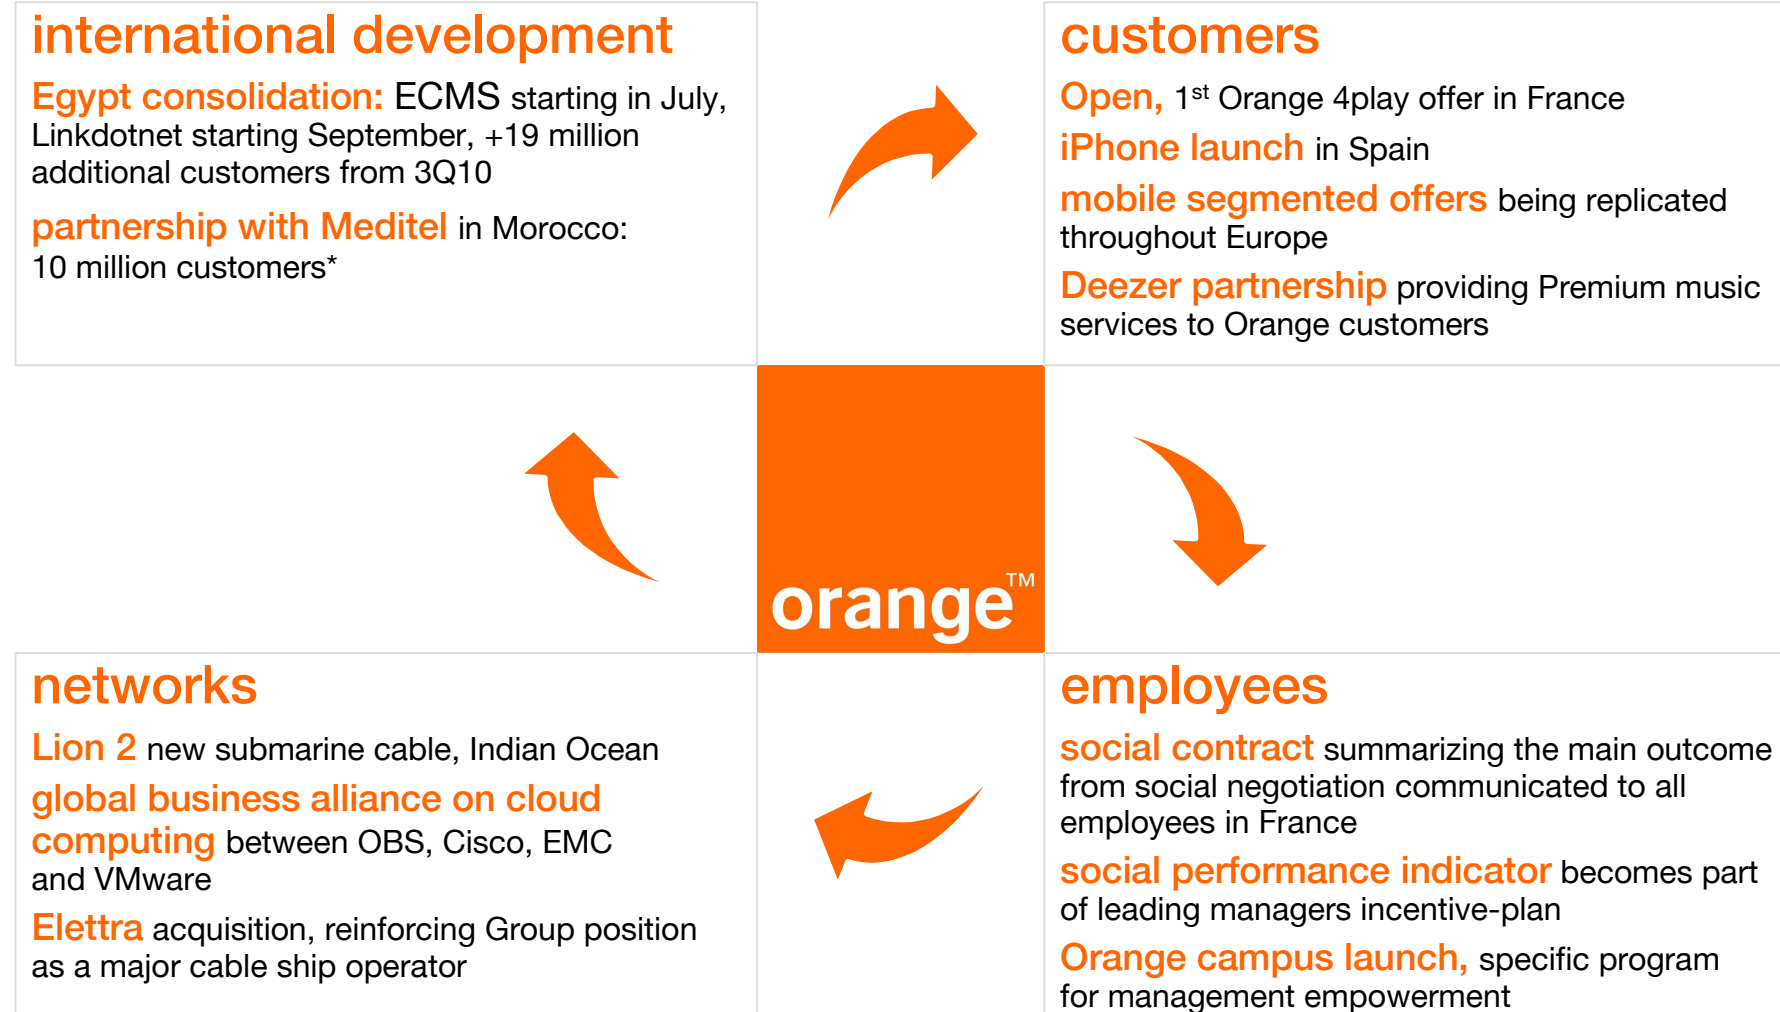 international development
Egypt consolidation: ECMS starting in July,
Linkdotnet starting September, +19 million
additional customers from 3Q10
partnership with Meditel in Morocco:
10 million customers*
customers
Open, 1st Orange 4play offer in France
iPhone launch in Spain
mobile segmented offers being replicated
throughout Europe
Deezer partnership providing Premium music
services to Orange customers
orange™
networks
Lion 2 new submarine cable, Indian Ocean
global business alliance on cloud
computing between OBS, Cisco, EMC
and VMware
Elettra acquisition, reinforcing Group position
as a major cable ship operator
employees
social contract summarizing the main outcome
from social negotiation communicated to all
employees in France
social performance indicator becomes part
of leading managers incentive-plan
Orange campus launch, specific program
for management empowerment